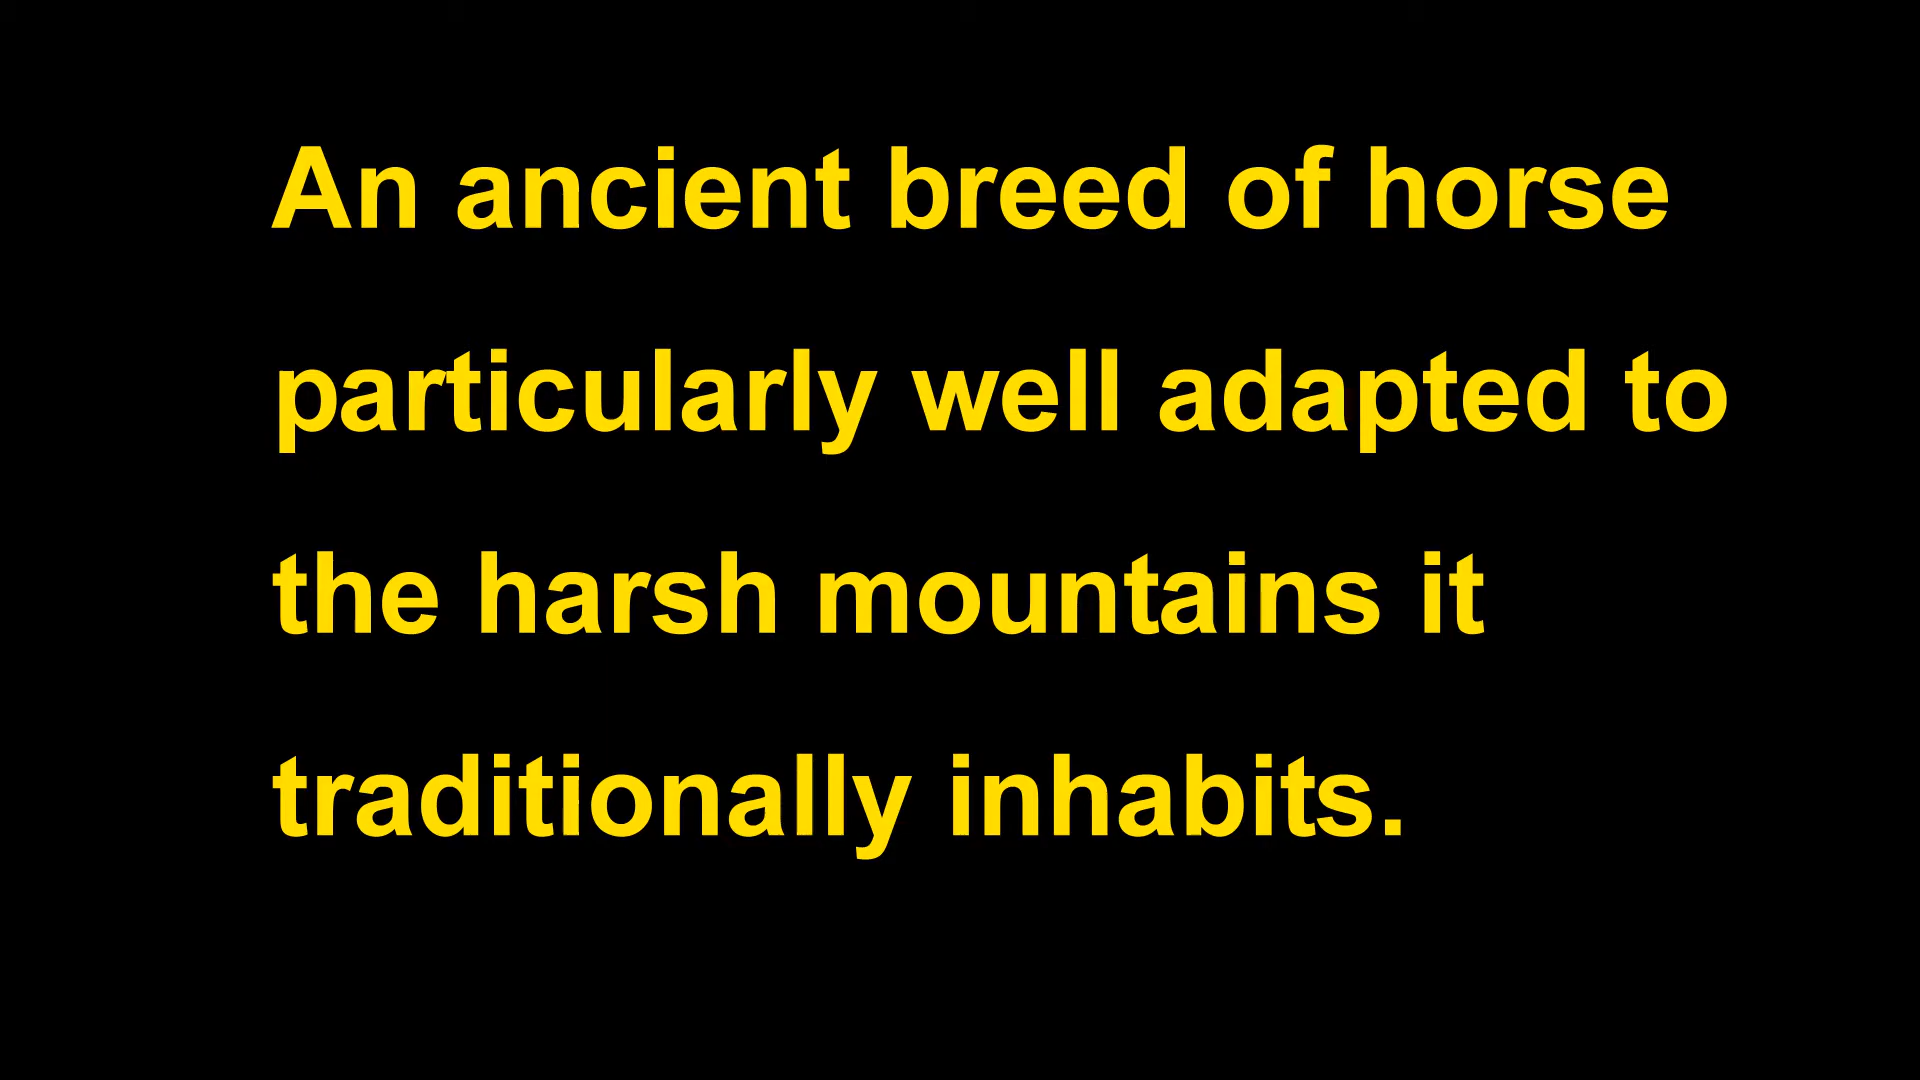 An ancient breed of horse
particularly well adapted to
the harsh mountains it
traditionally inhabits.